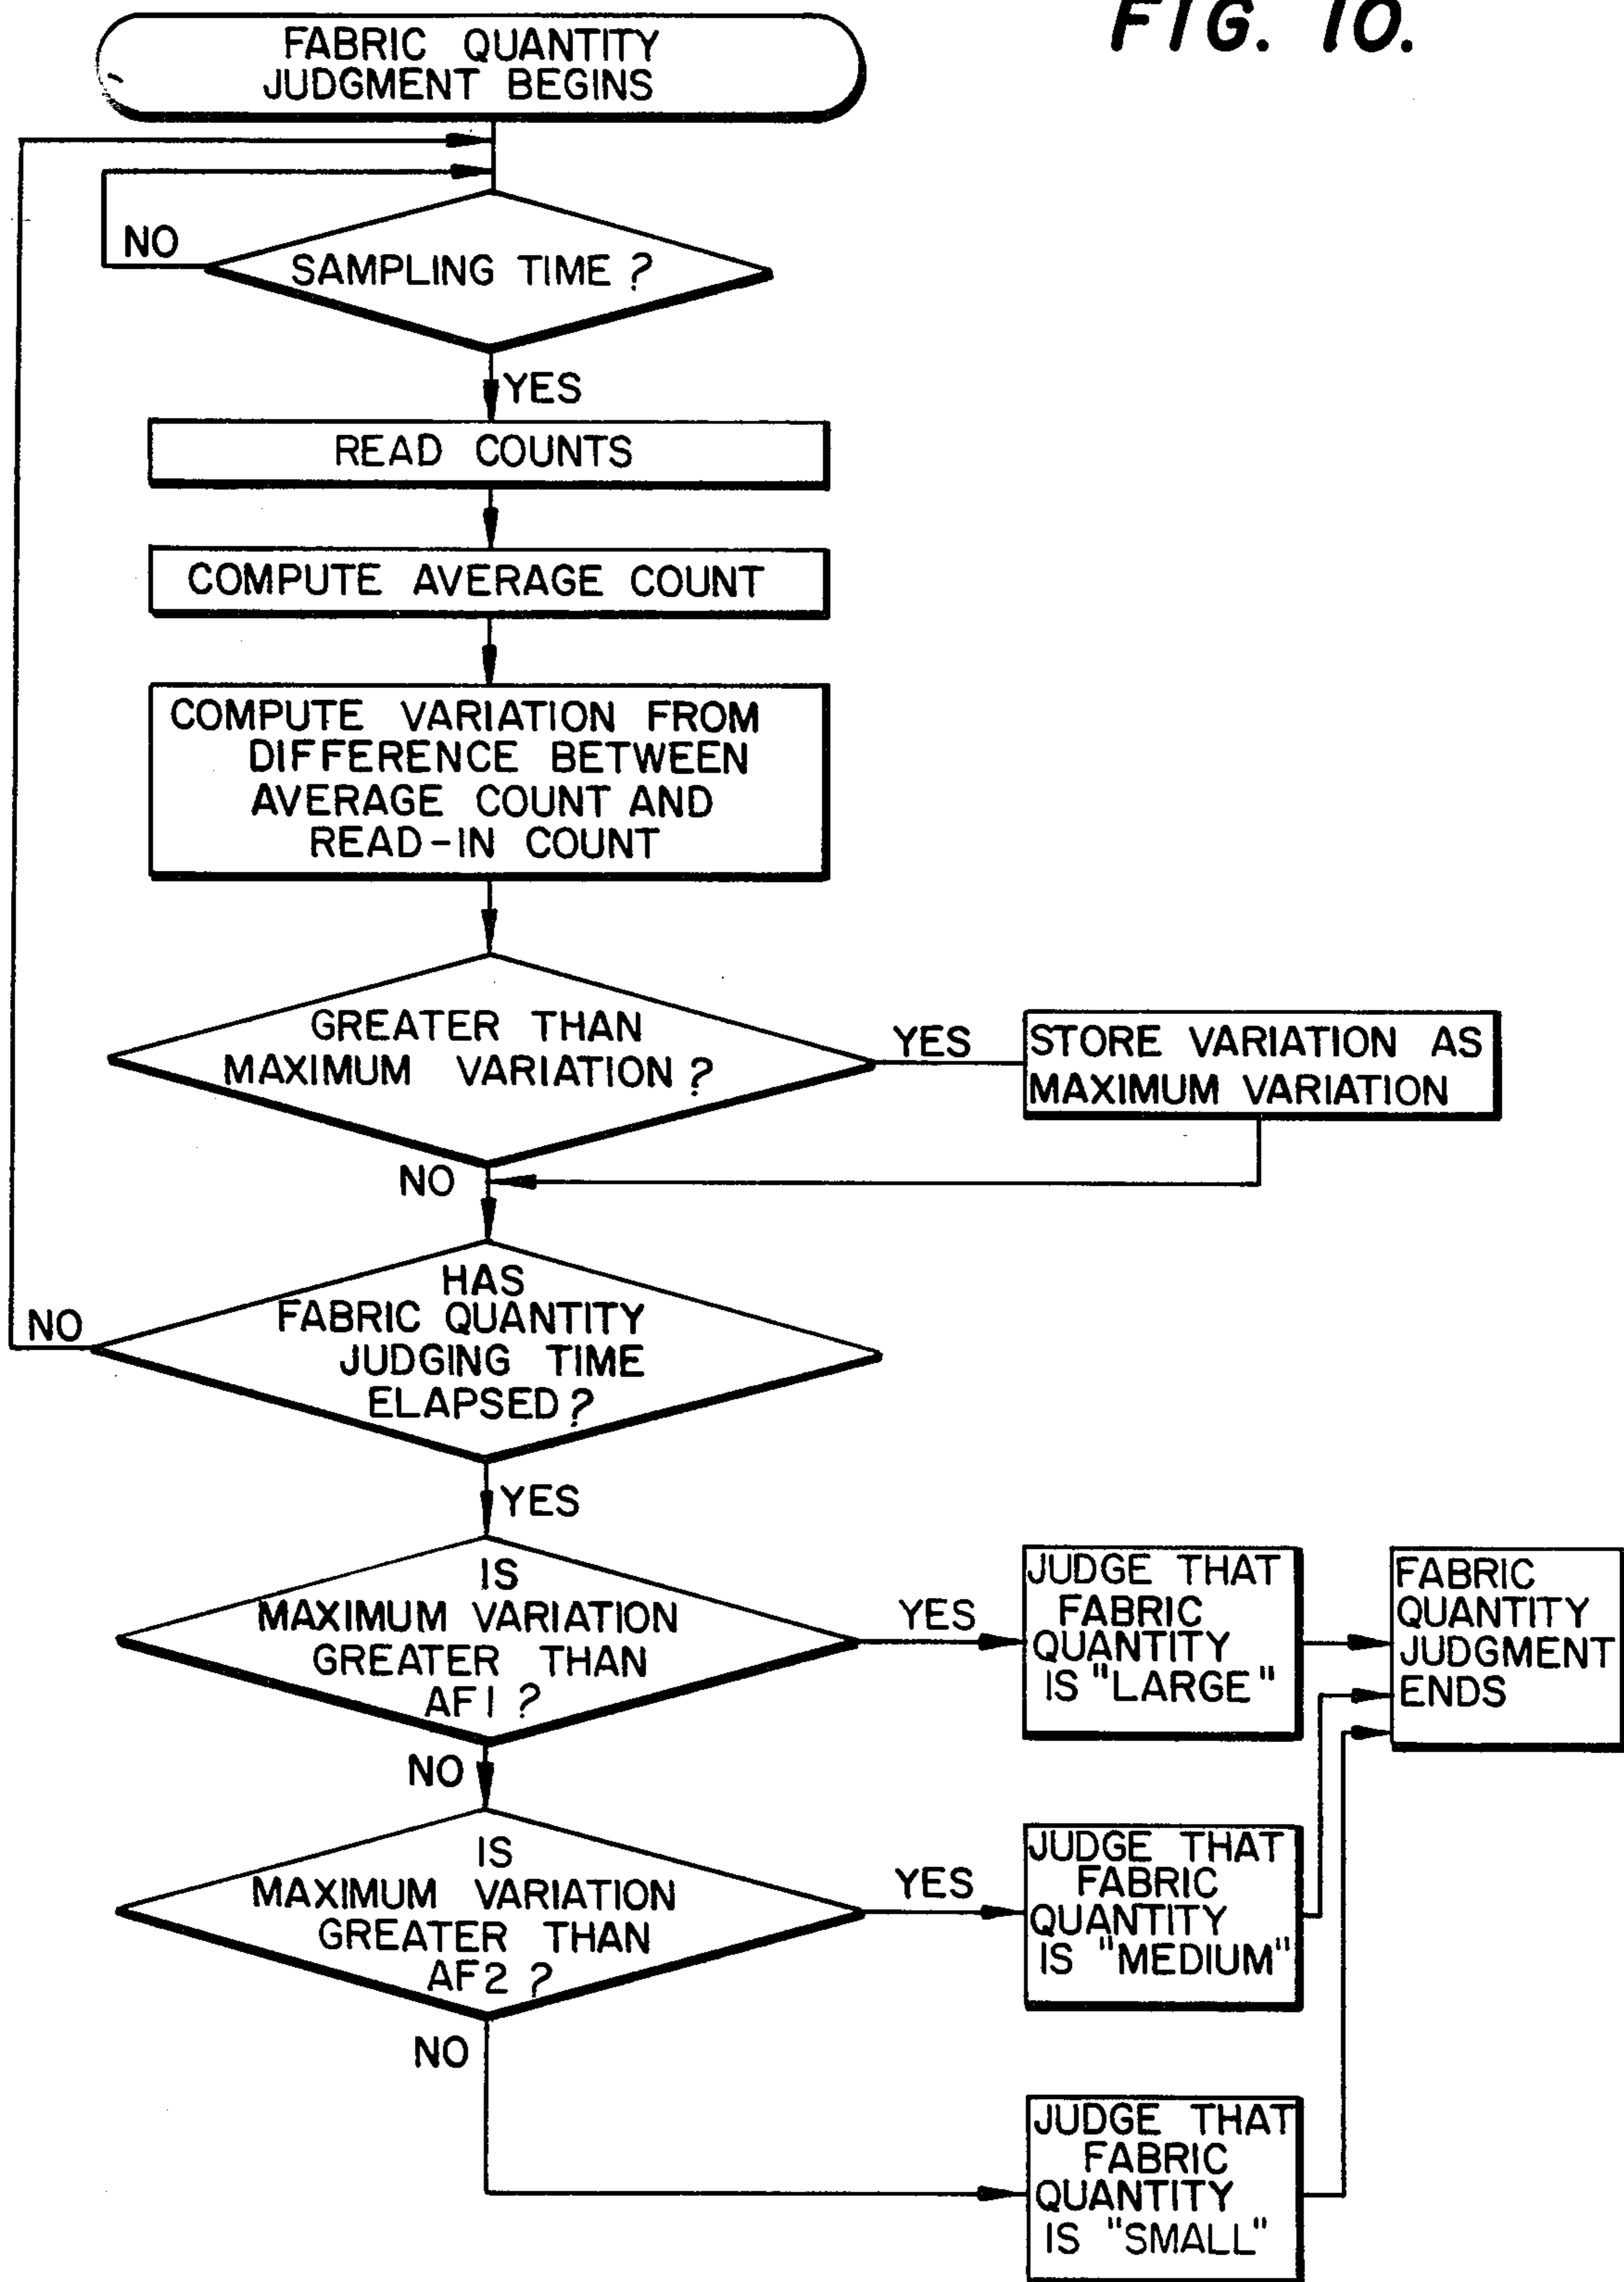 FIG. 10.
FABRIC QUANTITY
JUDGMENT BEGINS
NO
SAMPLING TIME ?
YES
READ COUNTS
COMPUTE AVERAGE COUNT
COMPUTE VARIATION FROM
DIFFERENCE BETWEEN
AVERAGE COUNT AND
READ-IN COUNT
GREATER THAN
MAXIMUM VARIATION ?
YES
STORE VARIATION AS
MAXIMUM VARIATION
NO
HAS
FABRIC QUANTITY
JUDGING TIME
ELAPSED ?
NO
YES
IS
MAXIMUM VARIATION
GREATER THAN
AF1 ?
YES
JUDGE THAT
FABRIC
QUANTITY
IS "LARGE"
FABRIC
QUANTITY
JUDGMENT
ENDS
NO
IS
MAXIMUM VARIATION
GREATER THAN
AF2 ?
YES
JUDGE THAT
FABRIC
QUANTITY
IS "MEDIUM"
NO
JUDGE THAT
FABRIC
QUANTITY
IS "SMALL"